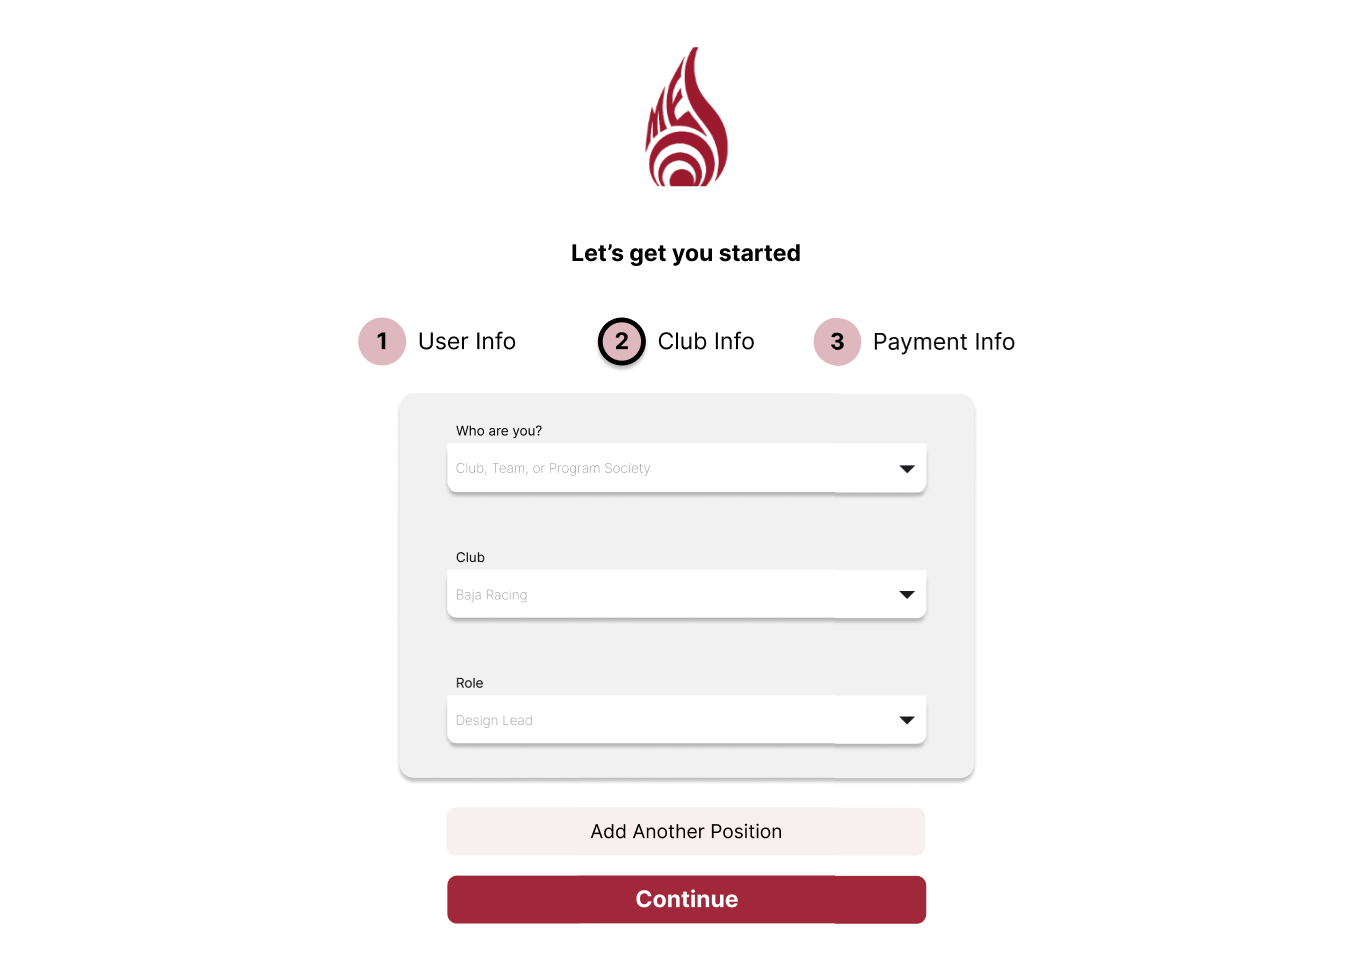 MES
Let's get you started
1 User Info 2 Club Info 3 Payment Info
Who are you?
Club, Team, or Program Society
Club
Baja Racing
Role
Design Lead
Add Another Position
Continue